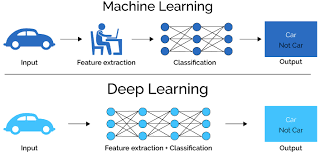 Machine Learning
Car
Not Car
Input
Feature extraction
Classification
Output
Deep Learning
Car
Not Car
Input
Feature extraction + Classification
Output